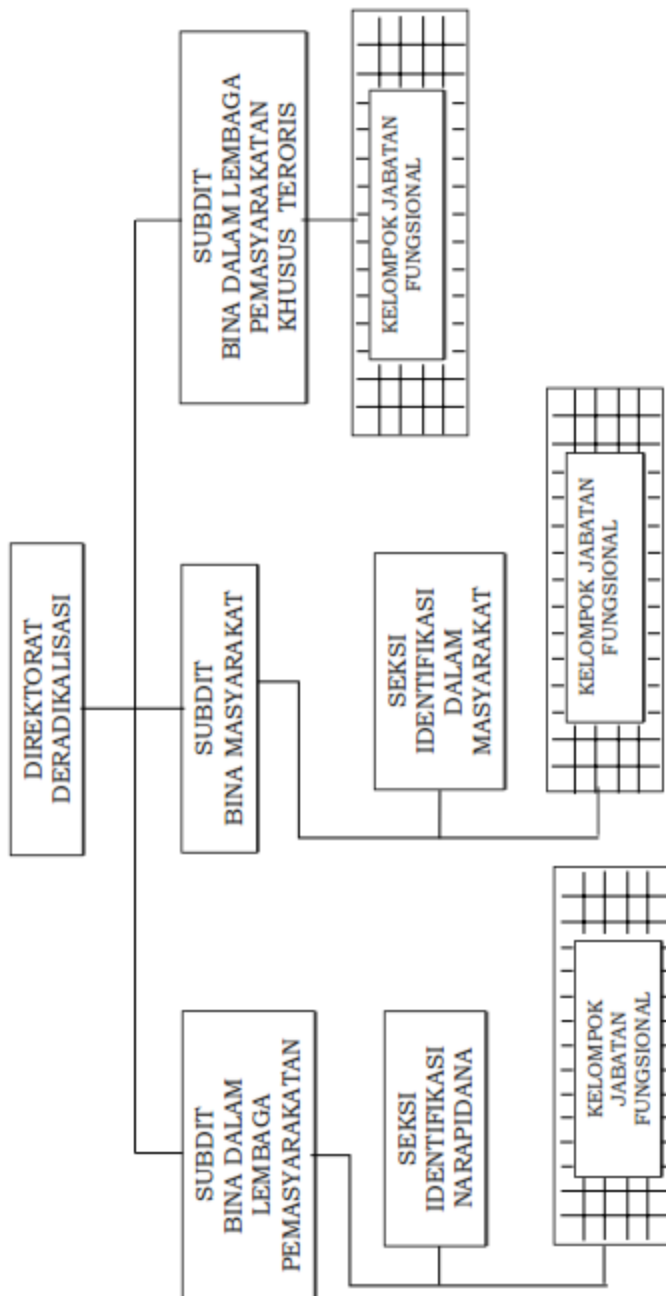 DIREKTORAT
DERADIKALISASI
SUBDIT
BINA DALAM
LEMBAGA
PEMASYARAKATAN
SUBDIT
BINA MASYARAKAT
SUBDIT
BINA DALAM LEMBAGA
PEMASYARAKATAN
KHUSUS TERORIS
SEKSI
IDENTIFIKASI
NARAPIDANA
SEKSI
IDENTIFIKASI
DALAM
MASYARAKAT
KELOMPOK JABATAN
FUNGSIONAL
KELOMPOK
JABATAN
FUNGSIONAL
KELOMPOK JABATAN
FUNGSIONAL